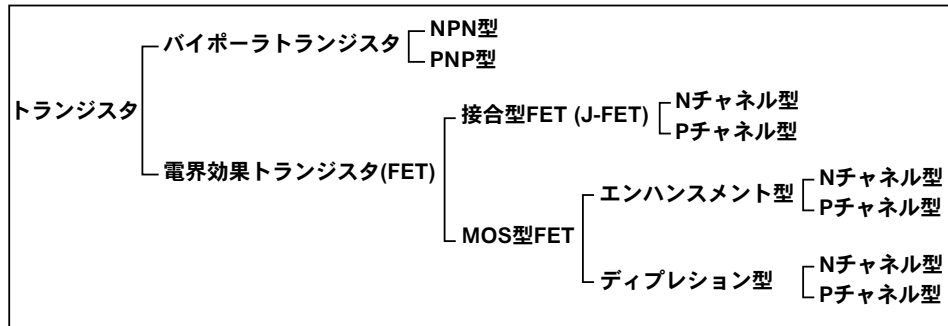 トランジスタ
バイポーラトランジスタ
NPN型
PNP型
電界効果トランジスタ(FET)
接合型FET (J-FET)
Nチャネル型
Pチャネル型
MOS型FET
エンハンスメント型
Nチャネル型
Pチャネル型
ディプレション型
Nチャネル型
Pチャネル型